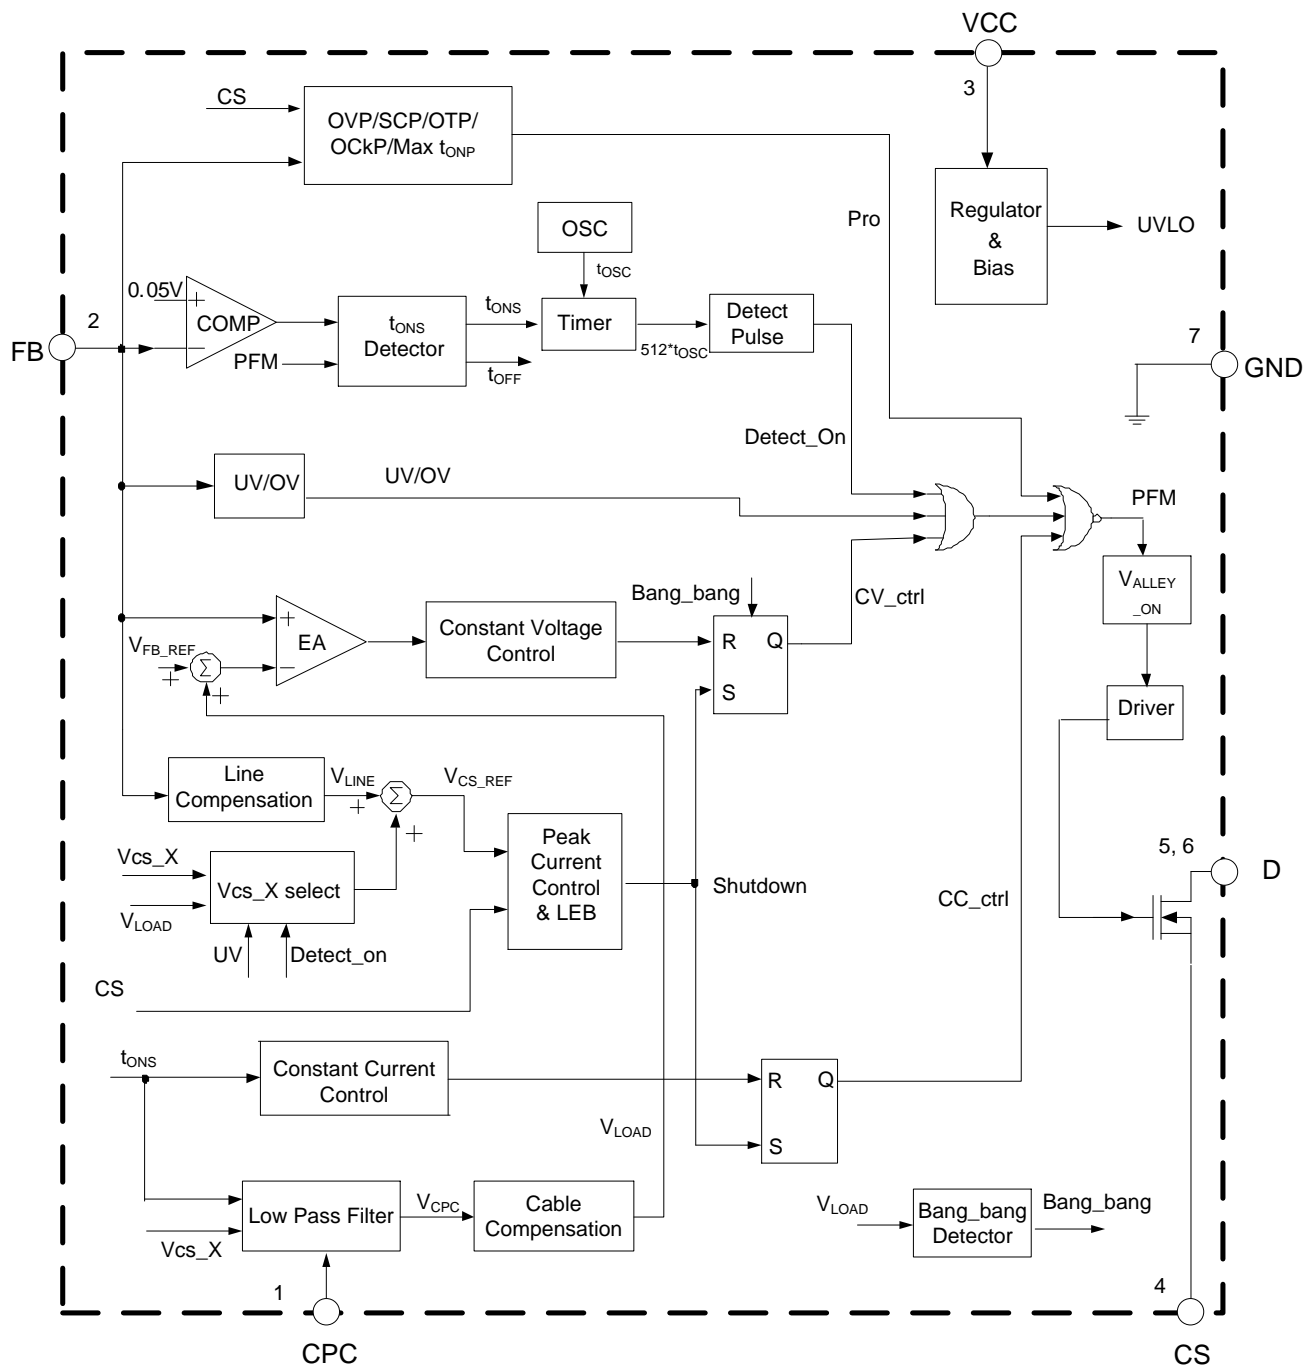 VCC
3
CS
OVP/SCP/OTP/
OCkP/Max tONP
Pro
Regulator
&
Bias
UVLO
OSC
tOSC
0.05V
+
COMP
−
2
FB
PFM
tONS
Detector
tONS
tOFF
Timer
512*tOSC
Detect
Pulse
7
GND
Detect_On
UV/OV
UV/OV
PFM
VALLEY
_ON
Bang_bang
CV_ctrl
VFB_REF
+
Σ
+
+
EA
−
Constant Voltage
Control
R
Q
S
Driver
Line
Compensation
VLINE
+
Σ
+
VCS_REF
Vcs_X
VLOAD
Vcs_X select
UV
Detect_on
Peak
Current
Control
& LEB
Shutdown
CC_ctrl
5, 6
D
CS
tONS
Constant Current
Control
R
Q
S
VLOAD
Low Pass Filter
Vcs_X
VCPC
Cable
Compensation
VLOAD
Bang_bang
Detector
Bang_bang
1
CPC
4
CS